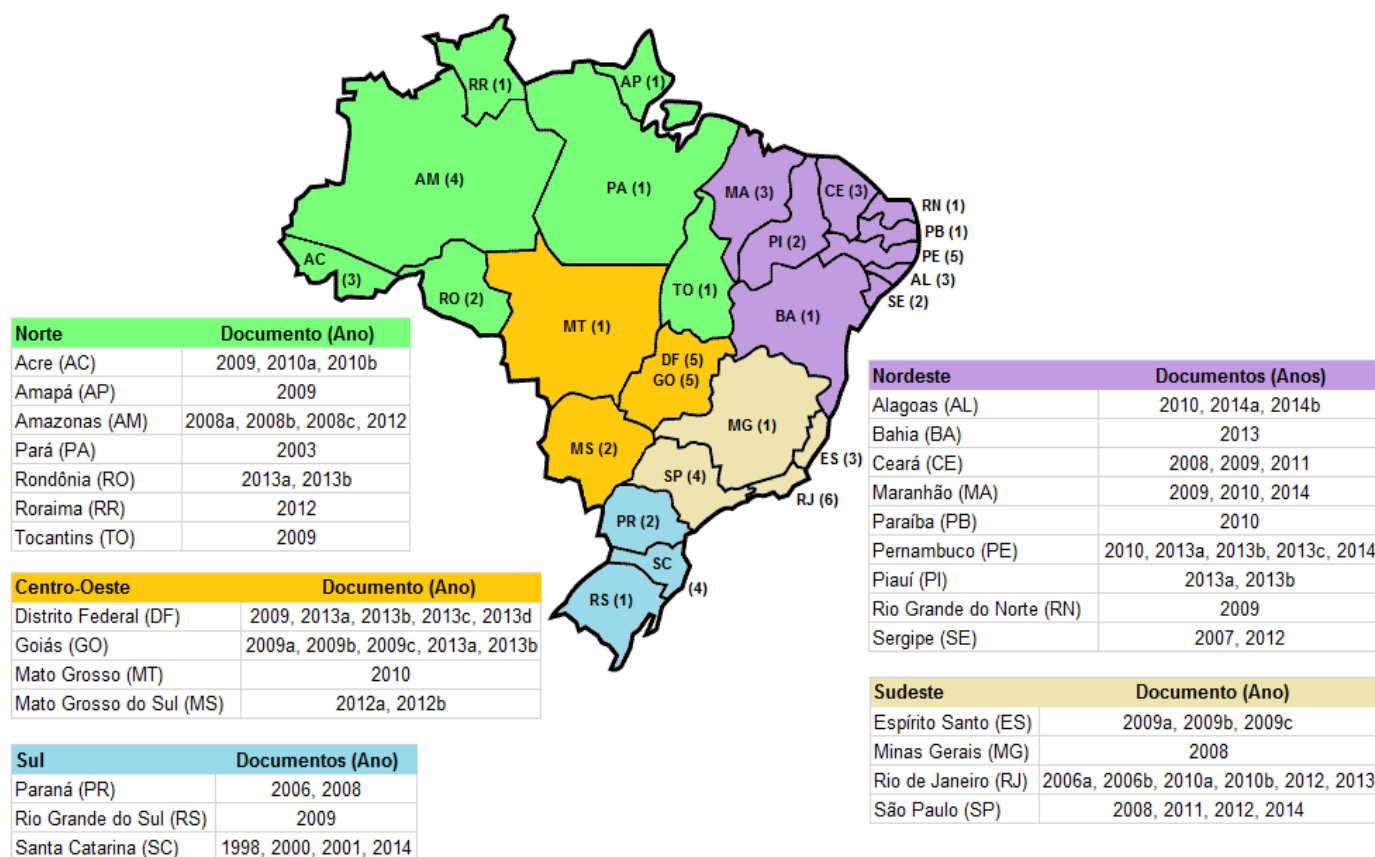 RR (1)
AP (1)
AM (4)
PA (1)
MA (3)
CE (3)
RN (1)
PB (1)
PI (2)
PE (5)
AL (3)
SE (2)
AC
(3)
RO (2)
TO (1)
BA (1)
MT (1)
DF (5)
GO (5)
MG (1)
MS (2)
ES (3)
SP (4)
RJ (6)
PR (2)
SC
(4)
RS (1)
Norte Documento (Ano)
Acre (AC) 2009, 2010a, 2010b
Amapá (AP) 2009
Amazonas (AM) 2008a, 2008b, 2008c, 2012
Pará (PA) 2003
Rondônia (RO) 2013a, 2013b
Roraima (RR) 2012
Tocantins (TO) 2009
Centro-Oeste Documento (Ano)
Distrito Federal (DF) 2009, 2013a, 2013b, 2013c, 2013d
Goiás (GO) 2009a, 2009b, 2009c, 2013a, 2013b
Mato Grosso (MT) 2010
Mato Grosso do Sul (MS) 2012a, 2012b
Sul Documentos (Ano)
Paraná (PR) 2006, 2008
Rio Grande do Sul (RS) 2009
Santa Catarina (SC) 1998, 2000, 2001, 2014
Nordeste Documentos (Anos)
Alagoas (AL) 2010, 2014a, 2014b
Bahia (BA) 2013
Ceará (CE) 2008, 2009, 2011
Maranhão (MA) 2009, 2010, 2014
Paraíba (PB) 2010
Pernambuco (PE) 2010, 2013a, 2013b, 2013c, 2014
Piauí (PI) 2013a, 2013b
Rio Grande do Norte (RN) 2009
Sergipe (SE) 2007, 2012
Sudeste Documento (Ano)
Espírito Santo (ES) 2009a, 2009b, 2009c
Minas Gerais (MG) 2008
Rio de Janeiro (RJ) 2006a, 2006b, 2010a, 2010b, 2012, 2013
São Paulo (SP) 2008, 2011, 2012, 2014